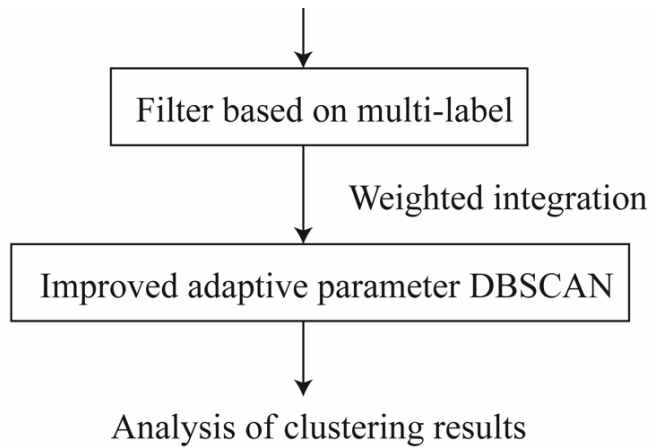 Filter based on multi-label
Weighted integration
Improved adaptive parameter DBSCAN
Analysis of clustering results